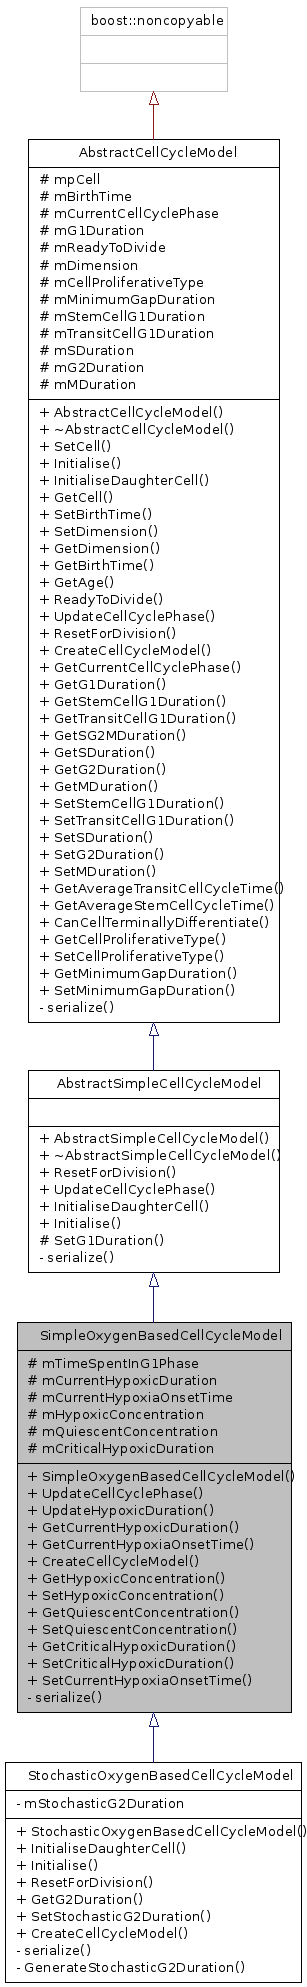 boost::noncopyable
AbstractCellCycleModel
# mpCell
# mBirthTime
# mCurrentCellCyclePhase
# mG1Duration
# mReadyToDivide
# mDimension
# mCellProliferativeType
# mMinimumGapDuration
# mStemCellG1Duration
# mTransitCellG1Duration
# mSDuration
# mG2Duration
# mMDuration
+ AbstractCellCycleModel()
+ ~AbstractCellCycleModel()
+ SetCell()
+ Initialise()
+ InitialiseDaughterCell()
+ GetCell()
+ SetBirthTime()
+ SetDimension()
+ GetDimension()
+ GetBirthTime()
+ GetAge()
+ ReadyToDivide()
+ UpdateCellCyclePhase()
+ ResetForDivision()
+ CreateCellCycleModel()
+ GetCurrentCellCyclePhase()
+ GetG1Duration()
+ GetStemCellG1Duration()
+ GetTransitCellG1Duration()
+ GetSG2MDuration()
+ GetSDuration()
+ GetG2Duration()
+ GetMDuration()
+ SetStemCellG1Duration()
+ SetTransitCellG1Duration()
+ SetSDuration()
+ SetG2Duration()
+ SetMDuration()
+ GetAverageTransitCellCycleTime()
+ GetAverageStemCellCycleTime()
+ CanCellTerminallyDifferentiate()
+ GetCellProliferativeType()
+ SetCellProliferativeType()
+ GetMinimumGapDuration()
+ SetMinimumGapDuration()
- serialize()
AbstractSimpleCellCycleModel
+ AbstractSimpleCellCycleModel()
+ ~AbstractSimpleCellCycleModel()
+ ResetForDivision()
+ UpdateCellCyclePhase()
+ InitialiseDaughterCell()
+ Initialise()
# SetG1Duration()
- serialize()
SimpleOxygenBasedCellCycleModel
# mTimeSpentInG1Phase
# mCurrentHypoxicDuration
# mCurrentHypoxiaOnsetTime
# mHypoxicConcentration
# mQuiescentConcentration
# mCriticalHypoxicDuration
+ SimpleOxygenBasedCellCycleModel()
+ UpdateCellCyclePhase()
+ UpdateHypoxicDuration()
+ GetCurrentHypoxicDuration()
+ GetCurrentHypoxiaOnsetTime()
+ CreateCellCycleModel()
+ GetHypoxicConcentration()
+ SetHypoxicConcentration()
+ GetQuiescentConcentration()
+ SetQuiescentConcentration()
+ GetCriticalHypoxicDuration()
+ SetCriticalHypoxicDuration()
+ SetCurrentHypoxiaOnsetTime()
- serialize()
StochasticOxygenBasedCellCycleModel
- mStochasticG2Duration
+ StochasticOxygenBasedCellCycleModel()
+ InitialiseDaughterCell()
+ Initialise()
+ ResetForDivision()
+ GetG2Duration()
+ SetStochasticG2Duration()
+ CreateCellCycleModel()
- serialize()
- GenerateStochasticG2Duration()